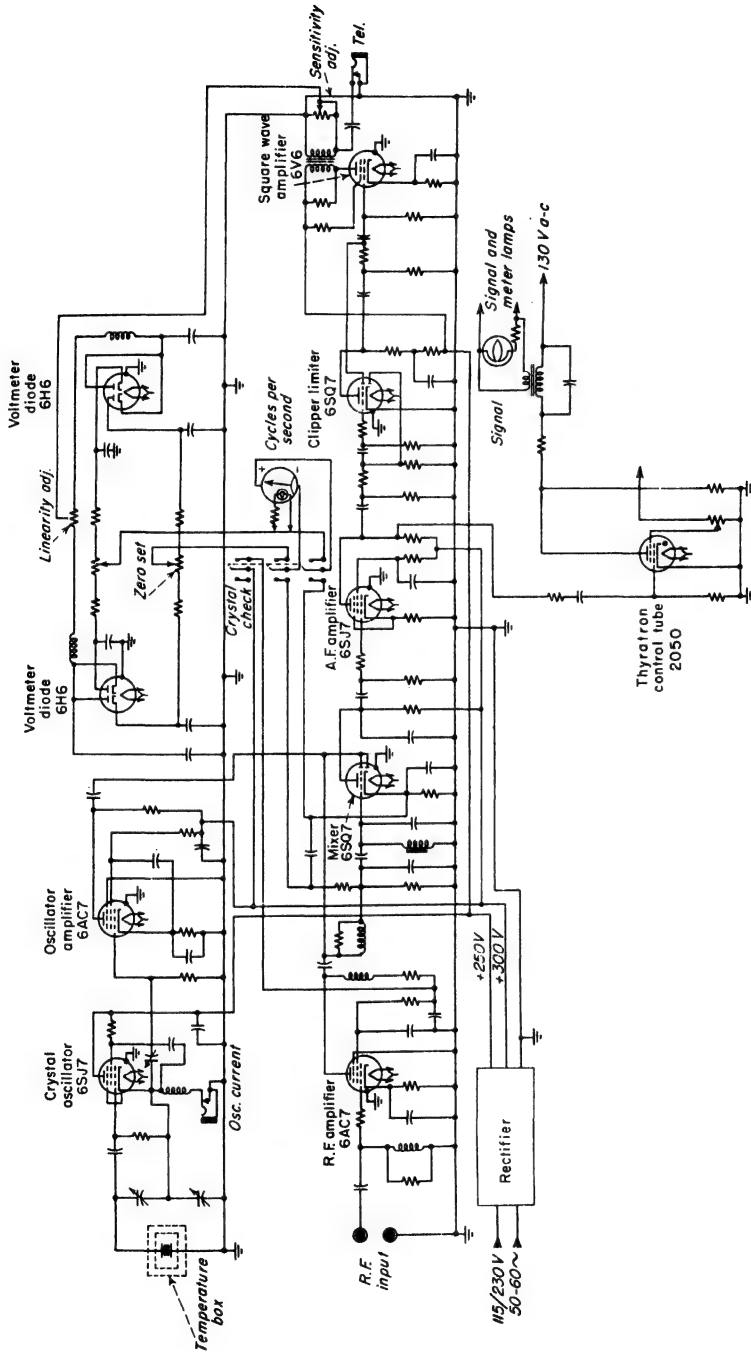 Temperature
box
Crystal
oscillator
6SJ7
Osc. current
Oscillator
amplifier
6AC7
Voltmeter
diode
6H6
Linearity adj.
Zero set
Voltmeter
diode
6H6
Crystal
check
Cycles per
second
+
−
Square wave
amplifier
6V6
Sensitivity
adj.
Tel.
R.F.
input
R.F. amplifier
6AC7
Mixer
6SQ7
A.F. amplifier
6SJ7
Clipper limiter
6SQ7
115/230 V
50-60~
Rectifier
+250V
+300V
Thyratron
control tube
2050
Signal
Signal and
meter lamps
130 V a-c